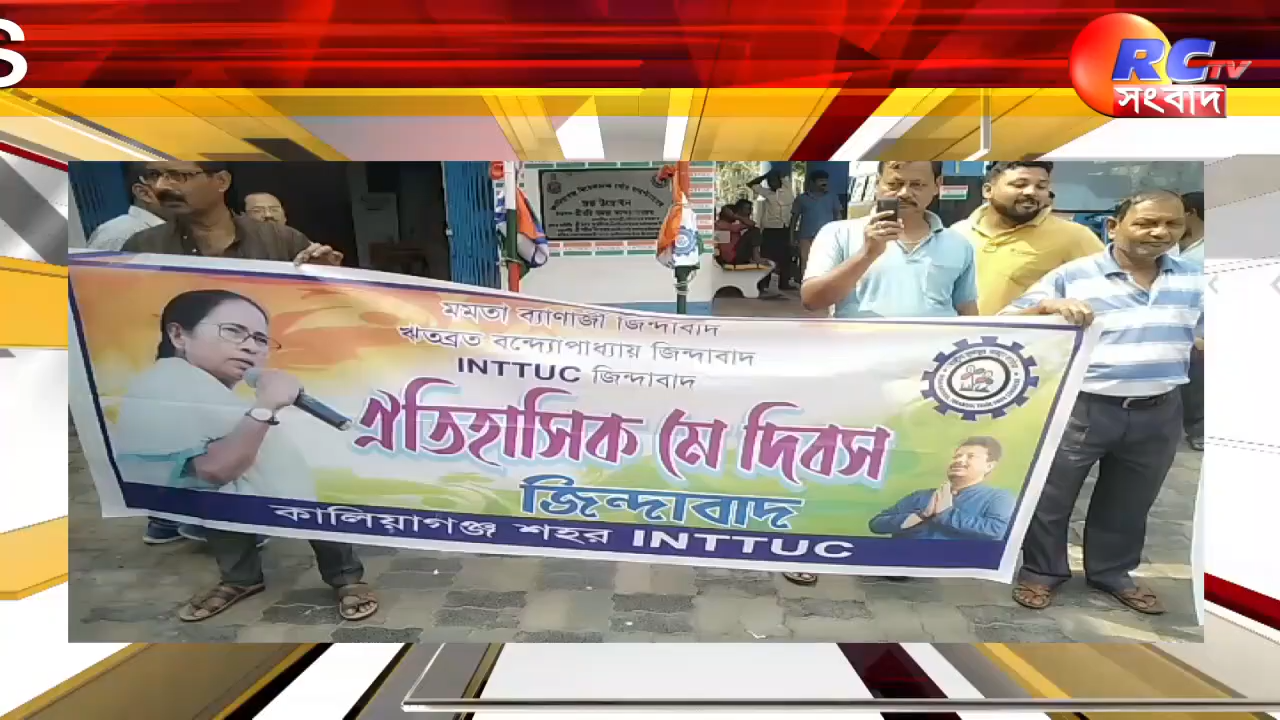 S
RC TV
সংবাদ
মমতা ব্যাণার্জী জিন্দাবাদ
ঋতব্রত বন্দ্যোপাধ্যায় জিন্দাবাদ
INTTUC জিন্দাবাদ
ঐতিহাসিক মে দিবস
জিন্দাবাদ
কালিয়াগঞ্জ শহর INTTUC